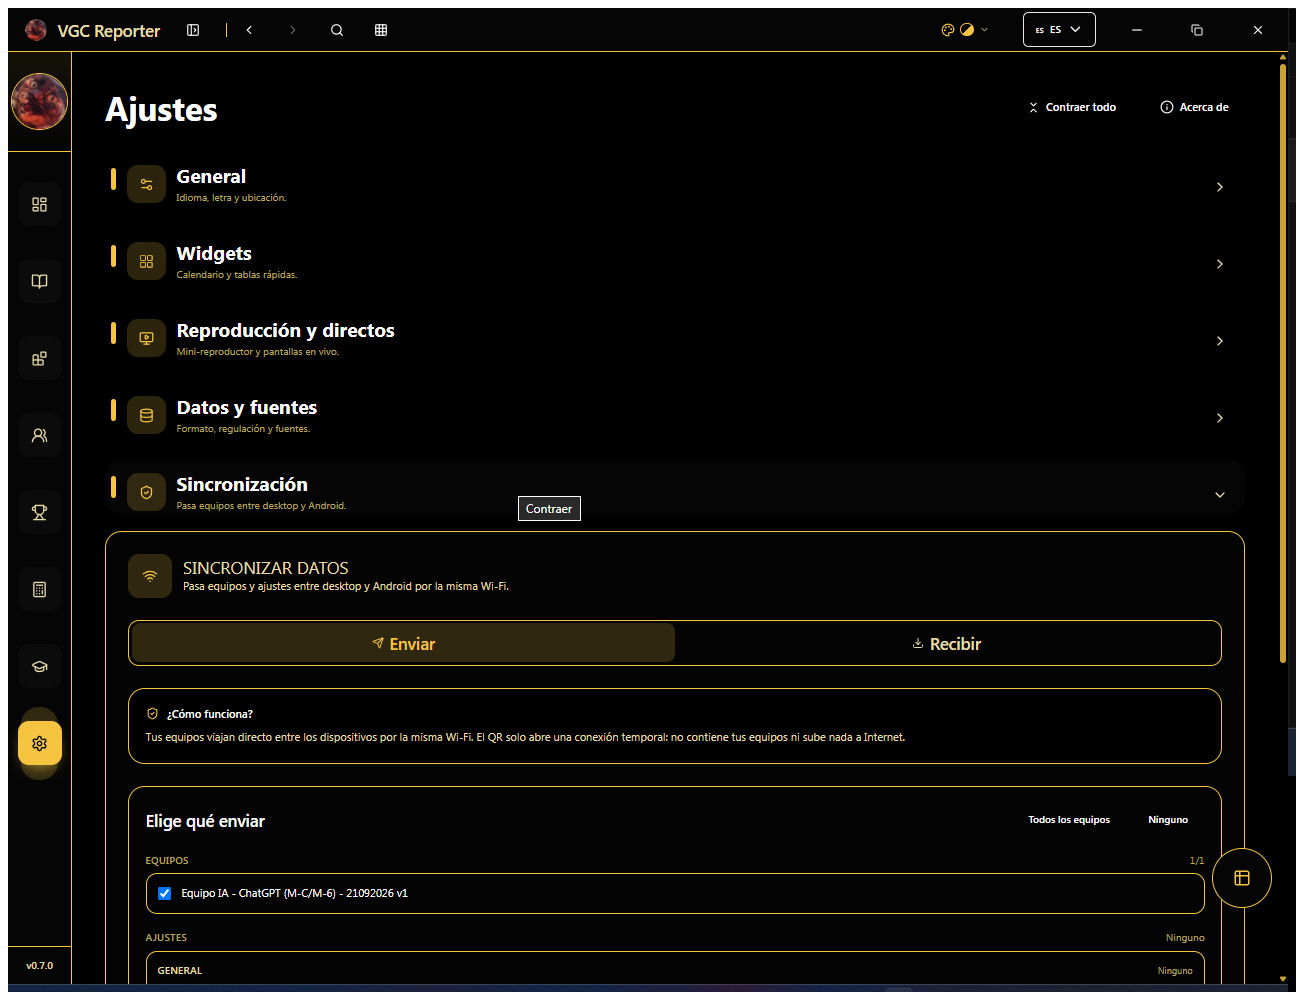 VGC Reporter
ES ES
Ajustes
Contraer todo
Acerca de
General
Idioma, letra y ubicación.
Widgets
Calendario y tablas rápidas.
Reproducción y directos
Mini-reproductor y pantallas en vivo.
Datos y fuentes
Formato, regulación y fuentes.
Sincronización
Pasa equipos entre desktop y Android.
Contraer
SINCRONIZAR DATOS
Pasa equipos y ajustes entre desktop y Android por la misma Wi-Fi.
Enviar
Recibir
¿Cómo funciona?
Tus equipos viajan directo entre los dispositivos por la misma Wi-Fi. El QR solo abre una conexión temporal: no contiene tus equipos ni sube nada a Internet.
Elige qué enviar
Todos los equipos
Ninguno
EQUIPOS
1/1
Equipo IA - ChatGPT (M-C/M-6) - 21092026 v1
AJUSTES
Ninguno
GENERAL
Ninguno
v0.7.0